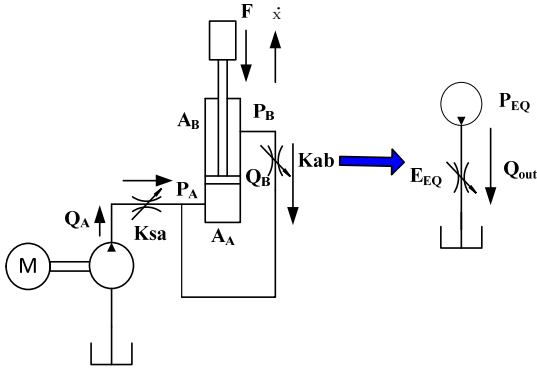 F ẋ
P_B
A_B
Kab
P_A
Q_B
Q_A
Ksa
A_A
M
P_EQ
E_EQ
Q_out